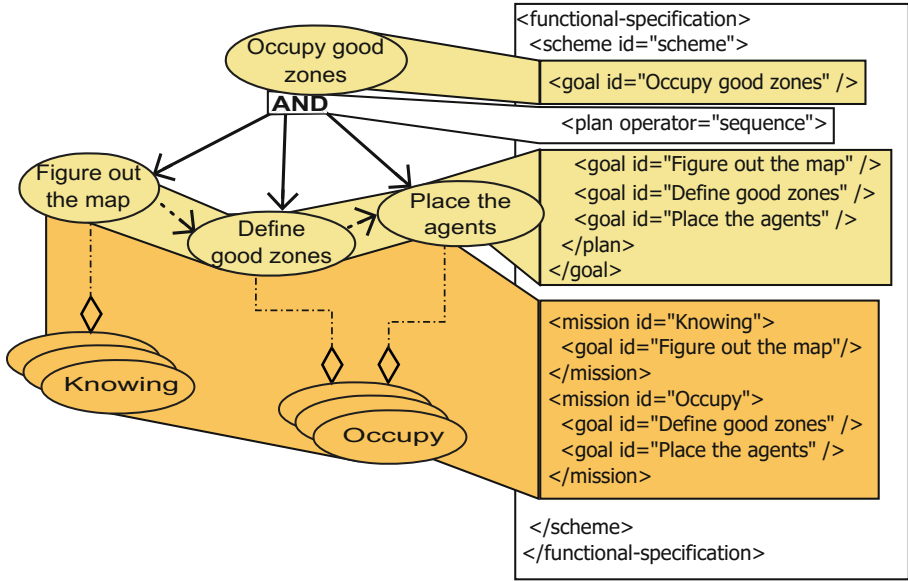 Occupy good
zones
AND
Figure out
the map
Define
good zones
Place the
agents
Knowing
Occupy
<functional-specification>
<scheme id="scheme">
<goal id="Occupy good zones" />
<plan operator="sequence">
<goal id="Figure out the map" />
<goal id="Define good zones" />
<goal id="Place the agents" />
</plan>
</goal>
<mission id="Knowing">
<goal id="Figure out the map"/>
</mission>
<mission id="Occupy">
<goal id="Define good zones" />
<goal id="Place the agents" />
</mission>
</scheme>
</functional-specification>